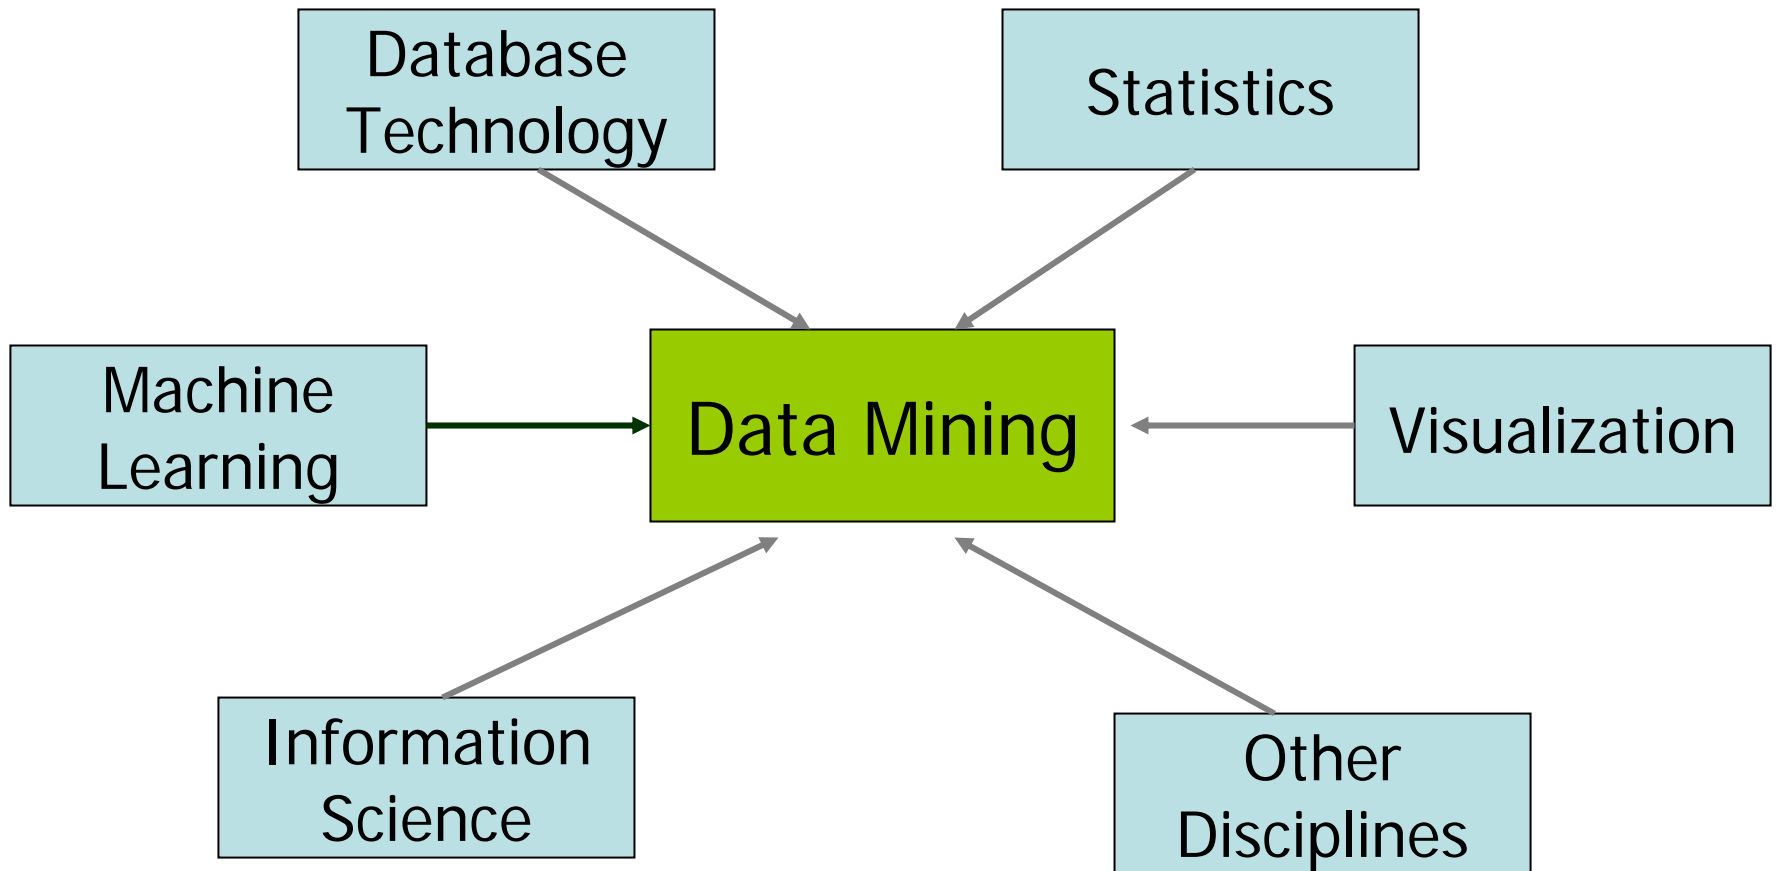 Database
Technology
Statistics
Machine
Learning
Data Mining
Visualization
Information
Science
Other
Disciplines